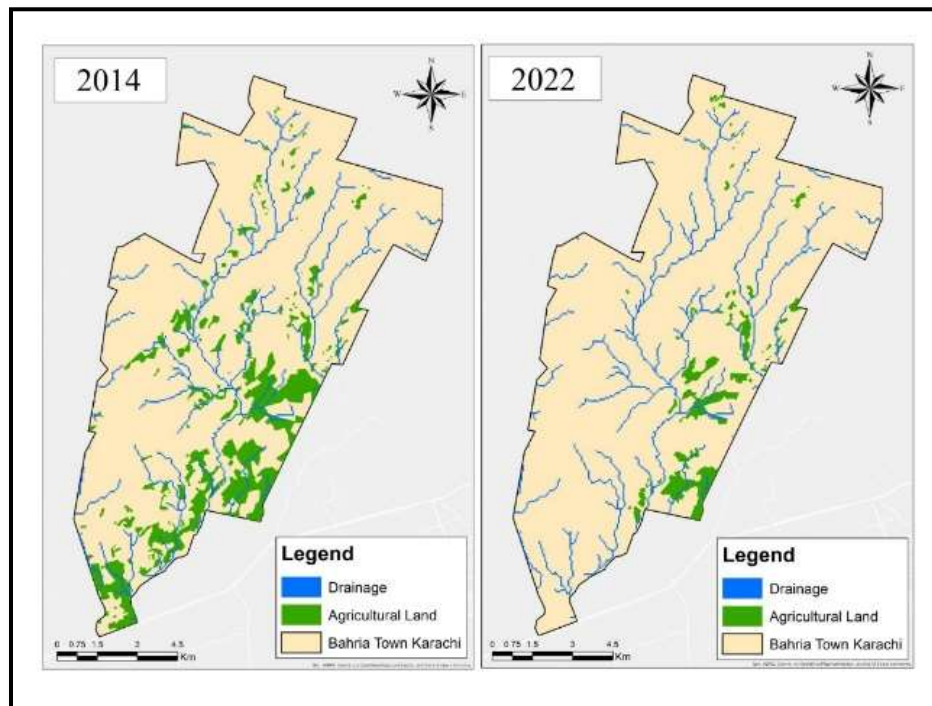 2014
N
W E
S
Legend
Drainage
Agricultural Land
Bahria Town Karachi
0 0.75 1.5 3 4.5
Km
2022
N
W E
S
Legend
Drainage
Agricultural Land
Bahria Town Karachi
0 0.75 1.5 3 4.5
Km